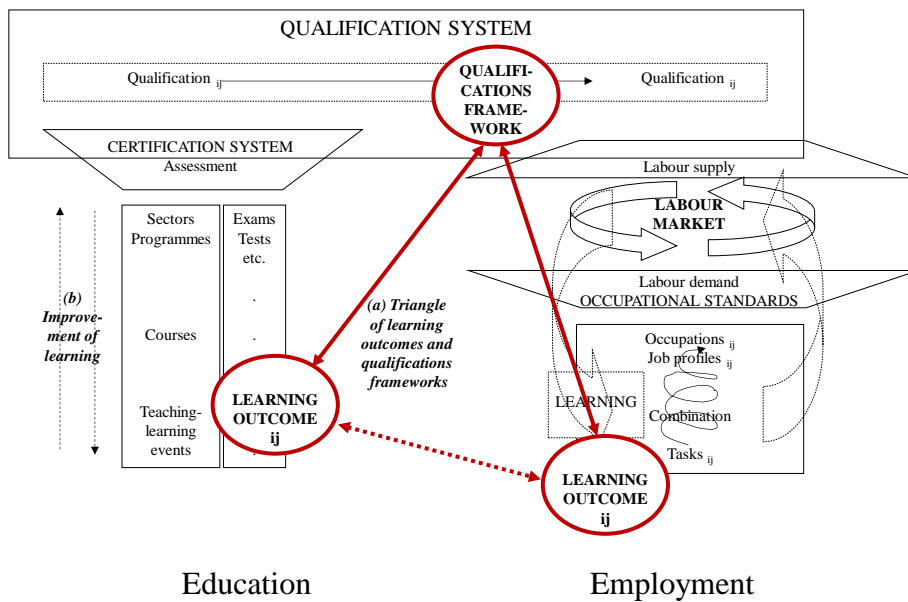 QUALIFICATION SYSTEM
Qualification ij
QUALIFI-
CATIONS
FRAME-
WORK
Qualification ij
CERTIFICATION SYSTEM
Assessment
Labour supply
LABOUR
MARKET
Labour demand
OCCUPATIONAL STANDARDS
Sectors
Programmes
Exams
Tests
etc.
.
.
.
(b)
Improve-
ment of
learning
(a) Triangle
of learning
outcomes and
qualifications
frameworks
Courses
Teaching-
learning
events
LEARNING
OUTCOME
ij
Occupations ij
Job profiles ij
LEARNING
Combination
Tasks ij
LEARNING
OUTCOME
ij
Education
Employment